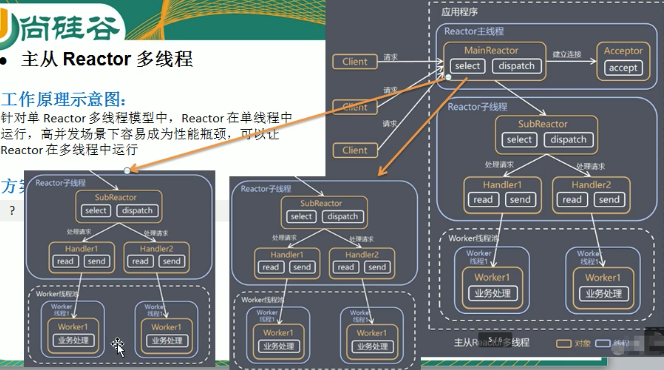 尚硅谷
主从 Reactor 多线程
工作原理示意图:
针对单 Reactor 多线程模型中，Reactor 在单线程中
运行，高并发场景下容易成为性能瓶颈，可以让
Reactor 在多线程中运行
方案
?
Reactor子线程
SubReactor
select
dispatch
处理请求
处理请求
Handler1
Handler2
read
send
read
send
Worker线程池
Worker
线程1
Worker
线程1
Worker1
Worker1
业务处理
业务处理
Reactor子线程
SubReactor
select
dispatch
处理请求
处理请求
Handler1
Handler2
read
send
read
send
Worker线程池
Worker
线程1
Worker
线程1
Worker1
Worker1
业务处理
业务处理
Client
请求
Client
请求
Client
请求
应用程序
Reactor主线程
MainReactor
select
dispatch
建立连接
Acceptor
accept
Reactor子线程
SubReactor
select
dispatch
处理请求
处理请求
Handler1
Handler2
read
send
read
send
Worker线程池
Worker
线程1
Worker
线程1
Worker1
Worker1
业务处理
业务处理
5 / 6
对象
线程